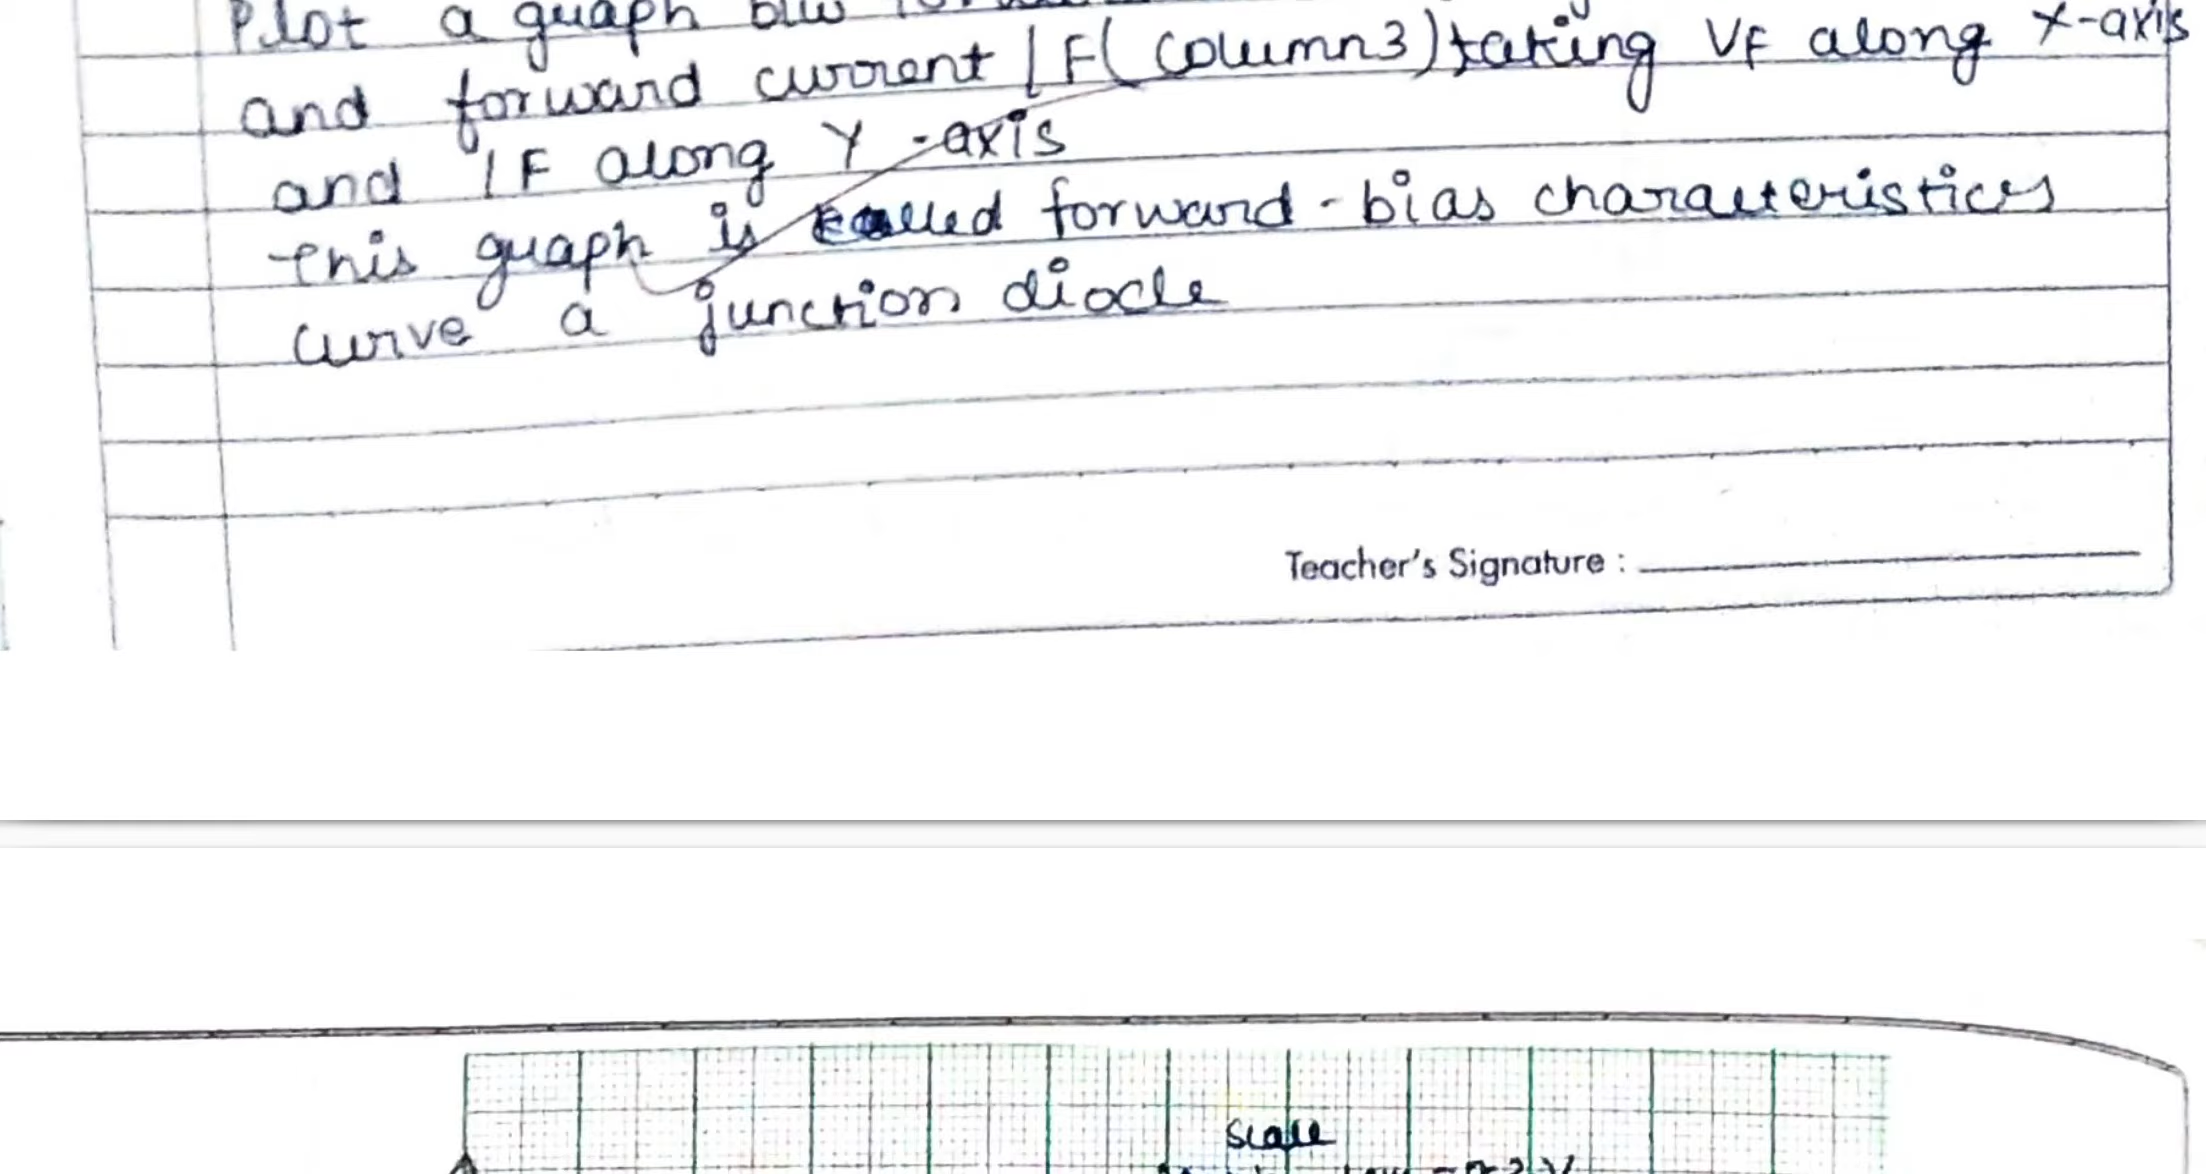 Plot a graph b/w
and forward current IF (column3) taking VF along X-axis
and IF along Y-axis
this graph is called forward-bias characteristics
curve a junction diode
Teacher's Signature :
Scale